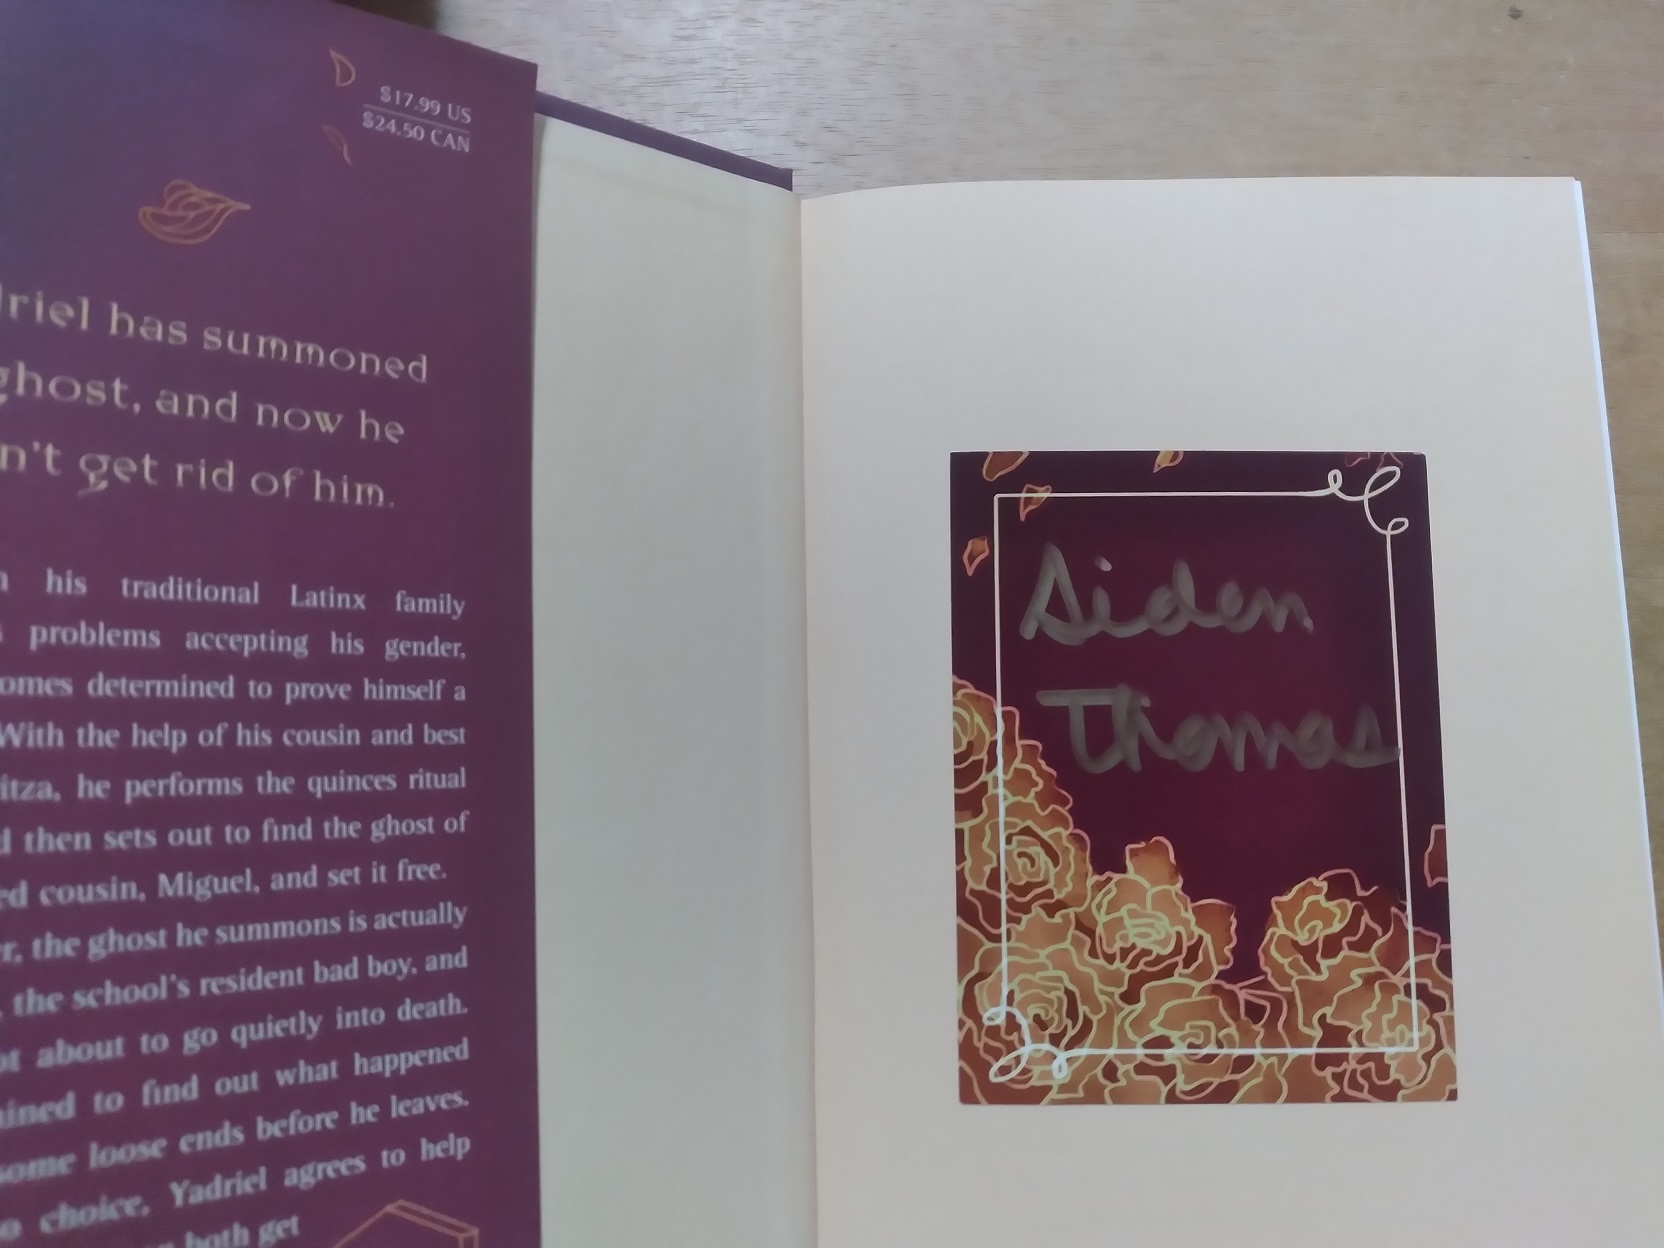 $17.99 US
$24.50 CAN
driel has summoned
ghost, and now he
n't get rid of him.
his traditional Latinx family
problems accepting his gender,
omes determined to prove himself a
With the help of his cousin and best
itza, he performs the quinces ritual
d then sets out to find the ghost of
ed cousin, Miguel, and set it free.
r, the ghost he summons is actually
, the school's resident bad boy, and
ot about to go quietly into death.
ined to find out what happened
some loose ends before he leaves.
o choice, Yadriel agrees to help
both get
Aiden
Thomas